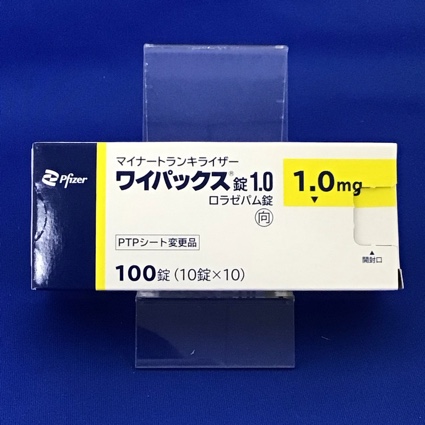 Pfizer
マイナートランキライザー
ワイパックス®錠1.0
ロラゼパム錠
向
1.0mg
PTPシート変更品
開封口
100錠(10錠×10)